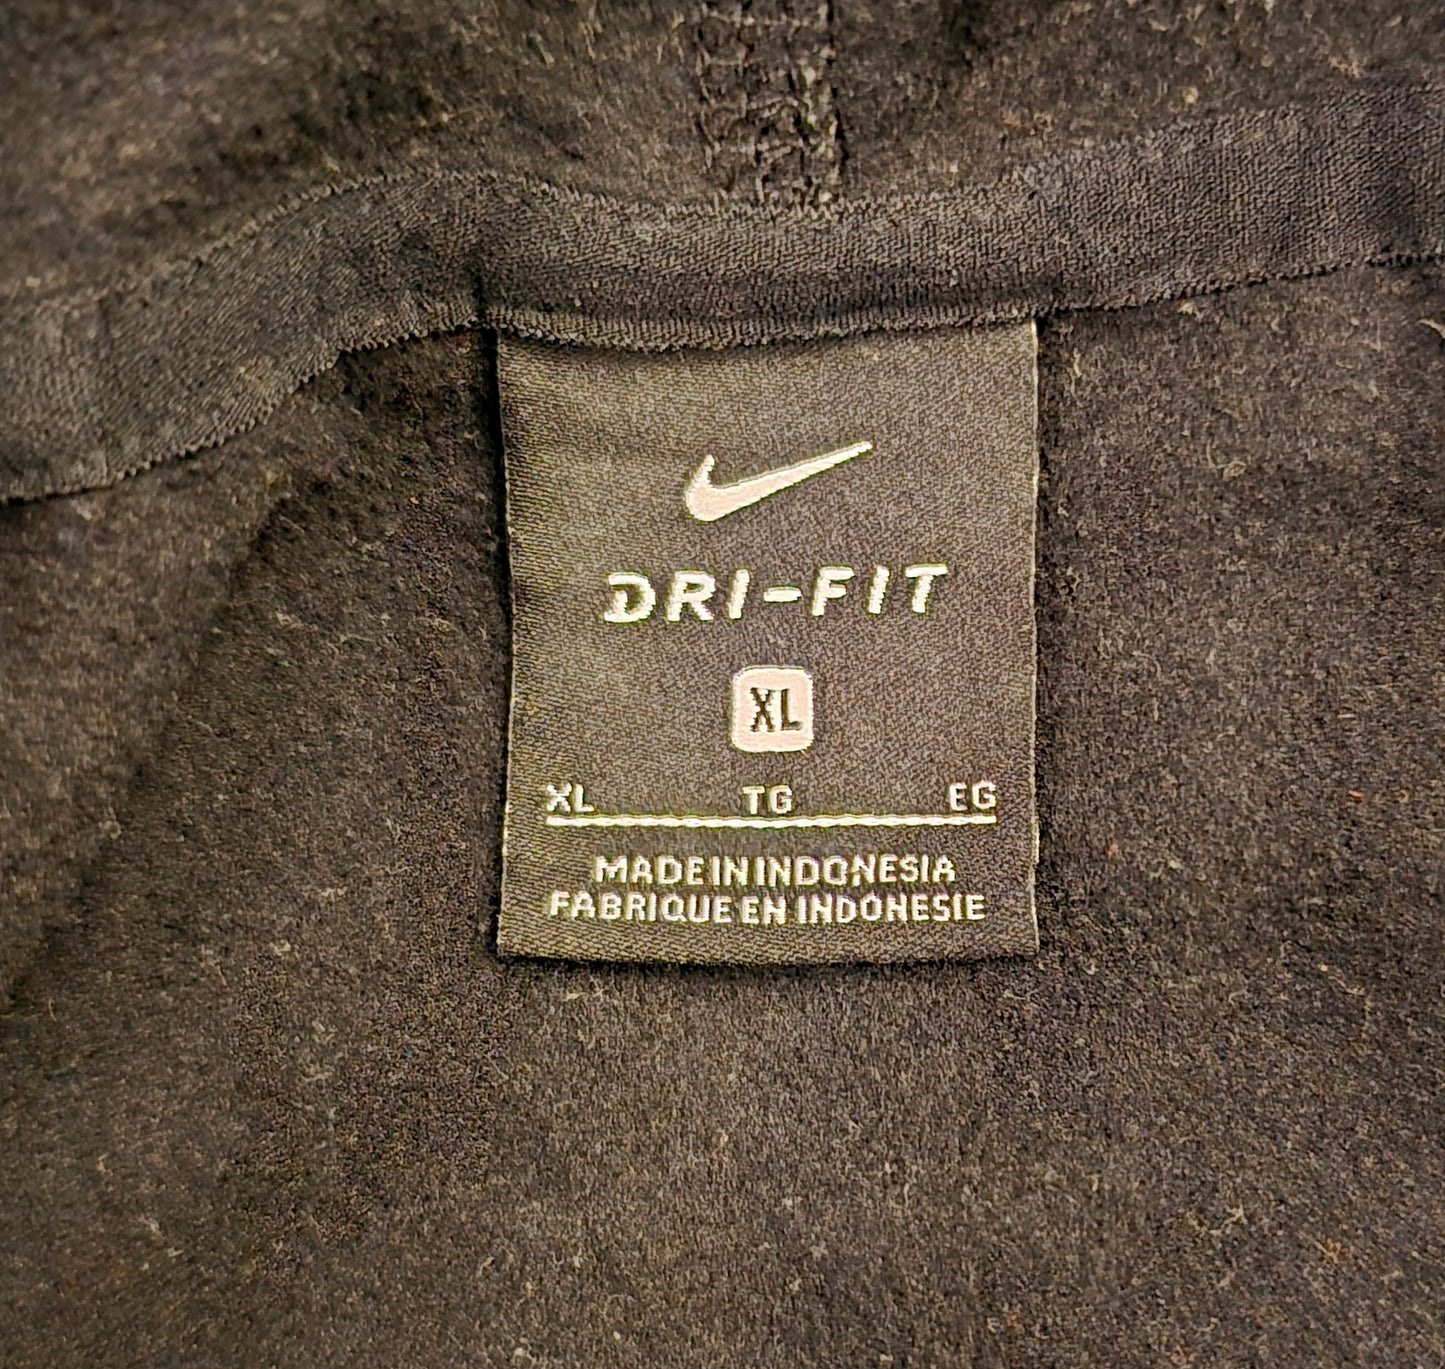 DRI-FIT
XL
XL TG EG
MADE IN INDONESIA
FABRIQUE EN INDONESIE